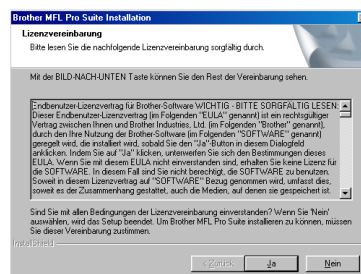 Brother MFL Pro Suite Installation
Lizenzvereinbarung
Bitte lesen Sie die nachfolgende Lizenzvereinbarung sorgfältig durch.
Mit der BILD-NACH-UNTEN Taste können Sie den Rest der Vereinbarung sehen.
Endbenutzer-Lizenzvertrag für Brother-Software WICHTIG - BITTE SORGFÄLTIG LESEN:
Dieser Endbenutzer-Lizenzvertrag (im Folgenden "EULA" genannt) ist ein rechtsgültiger
Vertrag zwischen Ihnen und Brother Industries, Ltd. (im Folgenden "Brother" genannt),
durch den Ihre Nutzung der Brother-Software (im Folgenden "SOFTWARE" genannt)
geregelt wird, die installiert wird, sobald Sie den "Ja"-Button in diesem Dialogfeld
anklicken. Indem Sie auf "Ja" klicken, unterwerfen Sie sich den Bestimmungen dieses
EULA. Wenn Sie mit diesem EULA nicht einverstanden sind, erhalten Sie keine Lizenz für
die SOFTWARE. In diesem Fall sind Sie nicht berechtigt, die SOFTWARE zu benutzen.
Soweit in diesem Lizenzvertrag auf "SOFTWARE" Bezug genommen wird, umfasst dies,
soweit es der Zusammenhang gestattet, auch die Medien, auf denen sie gespeichert ist.
Sind Sie mit allen Bedingungen der Lizenzvereinbarung einverstanden? Wenn Sie 'Nein'
auswählen, wird das Setup beendet. Um Brother MFL Pro Suite installieren zu können, müssen
Sie dieser Vereinbarung zustimmen.
InstallShield
< Zurück Ja Nein